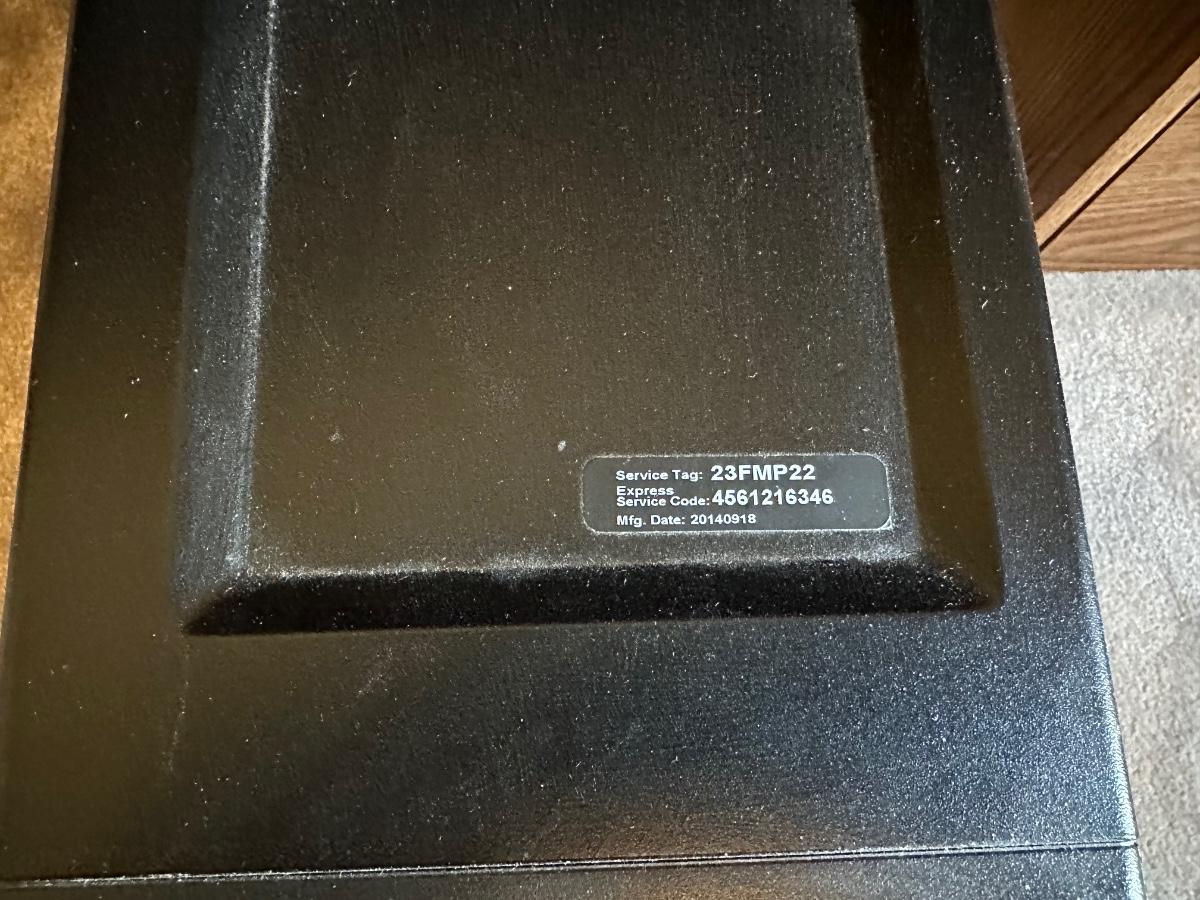 Service Tag: 23FMP22
Express
Service Code: 4561216346
Mfg. Date: 20140918